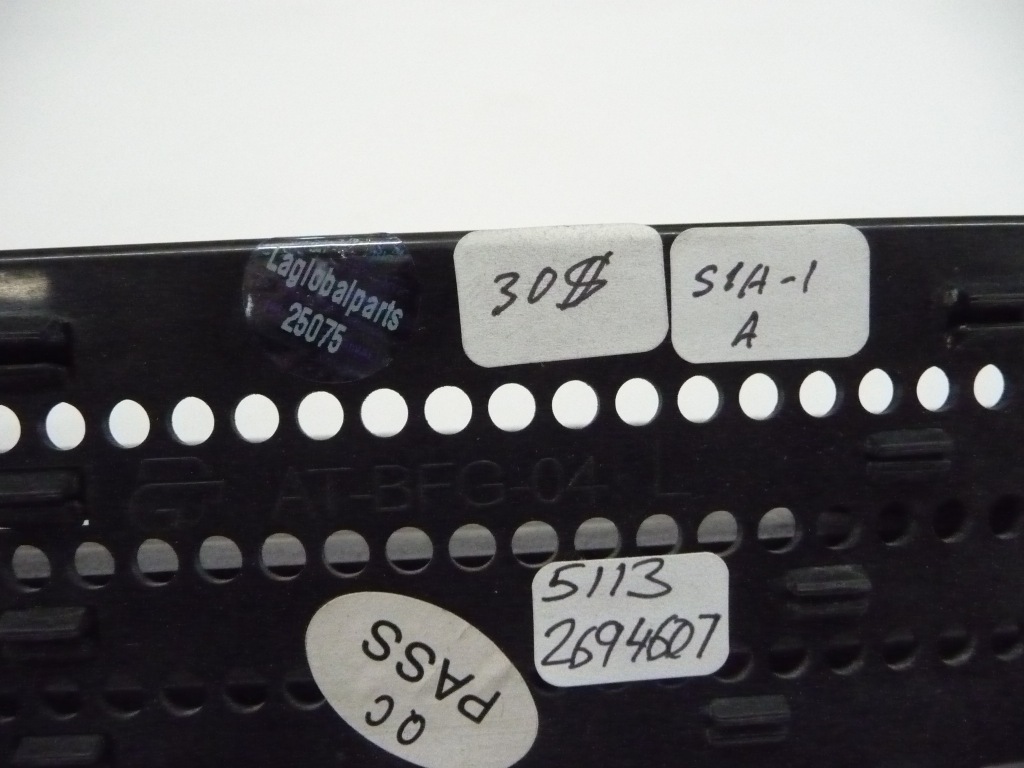 Laglobalparts
25075
30$
S1A-1
A
AT-BFG-04 L
5113
2694607
QC
PASS